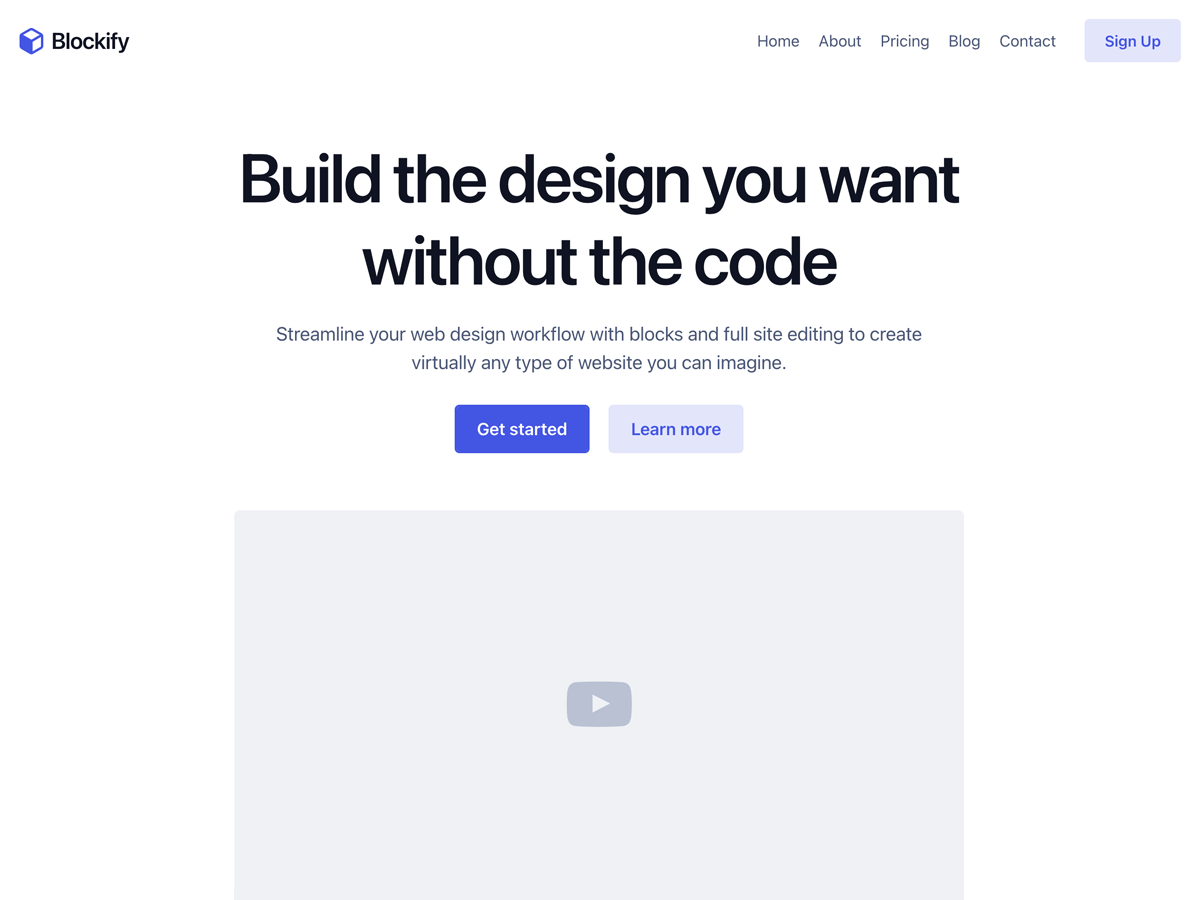 Blockify
Home About Pricing Blog Contact Sign Up
Build the design you want
without the code
Streamline your web design workflow with blocks and full site editing to create
virtually any type of website you can imagine.
Get started Learn more